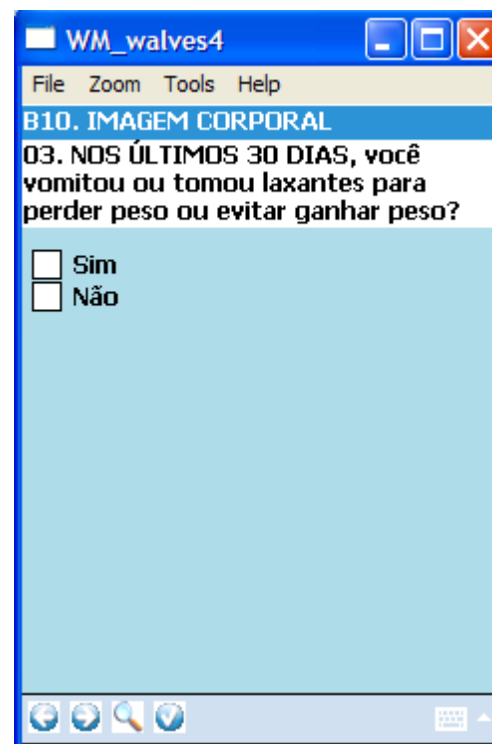 WM_walves4
File Zoom Tools Help
B10. IMAGEM CORPORAL
03. NOS ÚLTIMOS 30 DIAS, você
vomitou ou tomou laxantes para
perder peso ou evitar ganhar peso?
Sim
Não